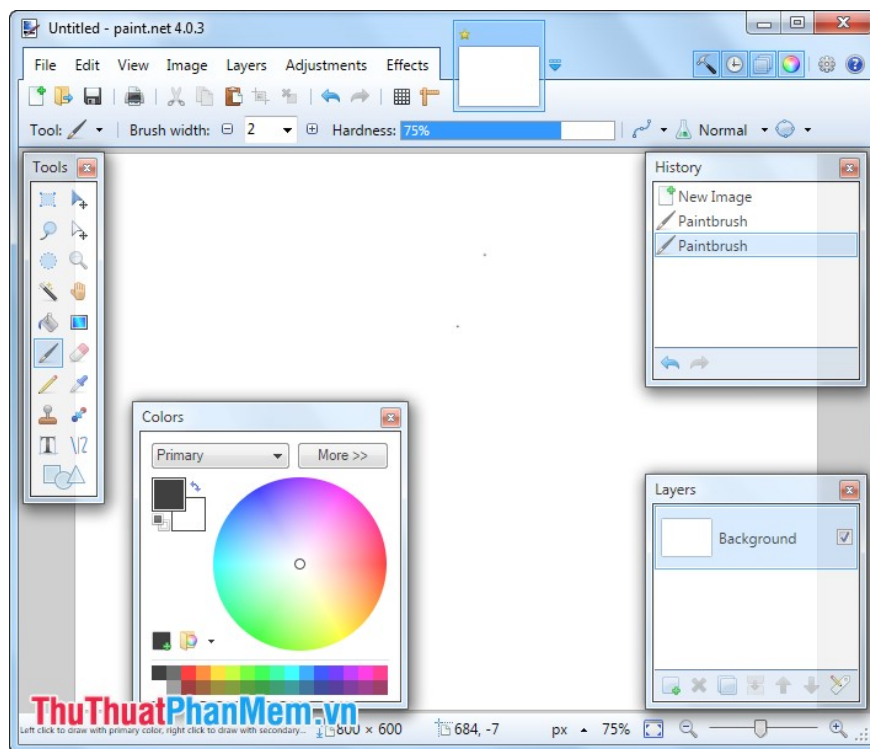 Untitled - paint.net 4.0.3
File Edit View Image Layers Adjustments Effects
Tool: Brush width: 2 Hardness: 75% Normal
Tools
History
New Image
Paintbrush
Paintbrush
Colors
Primary More >>
Layers
Background
ThuThuatPhanMem.vn
Left click to draw with primary color, right click to draw with secondary... 800 × 600 684, -7 px 75%